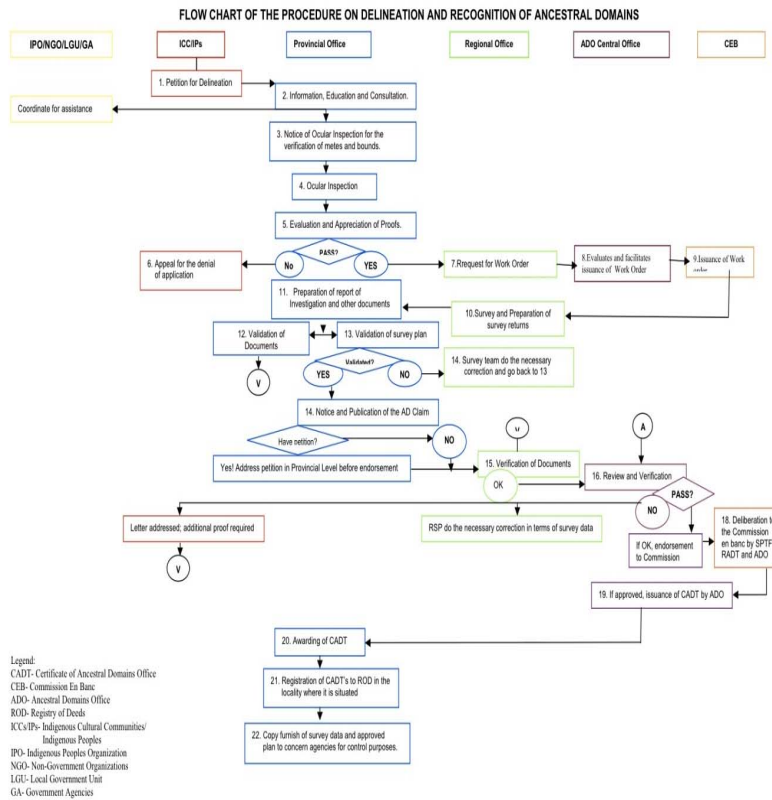 FLOW CHART OF THE PROCEDURE ON DELINEATION AND RECOGNITION OF ANCESTRAL DOMAINS
IPO/NGO/LGU/GA
ICC/IPs
Provincial Office
Regional Office
ADO Central Office
CEB
1. Petition for Delineation
2. Information, Education and Consultation.
Coordinate for assistance
3. Notice of Ocular Inspection for the
verification of metes and bounds.
4. Ocular Inspection
5. Evaluation and Appreciation of Proofs.
PASS?
No
YES
6. Appeal for the denial
of application
7.Rrequest for Work Order
8.Evaluates and facilitates
issuance of Work Order
9.Issuance of Work
order
11. Preparation of report of
Investigation and other documents
10.Survey and Preparation of
survey returns
12. Validation of
Documents
13. Validation of survey plan
V
Validated?
YES
NO
14. Survey team do the necessary
correction and go back to 13
14. Notice and Publication of the AD Claim
Have petition?
NO
V
A
Yes! Address petition in Provincial Level before endorsement
15. Verification of Documents
OK
16. Review and Verification
PASS?
NO
Letter addressed; additional proof required
V
RSP do the necessary correction in terms of survey data
If OK, endorsement
to Commission
18. Deliberation
the Commission
en banc by SPTF
RADT and ADO
19. If approved, issuance of CADT by ADO
20. Awarding of CADT
21. Registration of CADT's to ROD in the
locality where it is situated
22. Copy furnish of survey data and approved
plan to concern agencies for control purposes.
Legend:
CADT- Certificate of Ancestral Domains Office
CEB- Commission En Banc
ADO- Ancestral Domains Office
ROD- Registry of Deeds
ICCs/IPs- Indigenous Cultural Communities/
Indigenous Peoples
IPO- Indigenous Peoples Organization
NGO- Non-Government Organizations
LGU- Local Government Unit
GA- Government Agencies